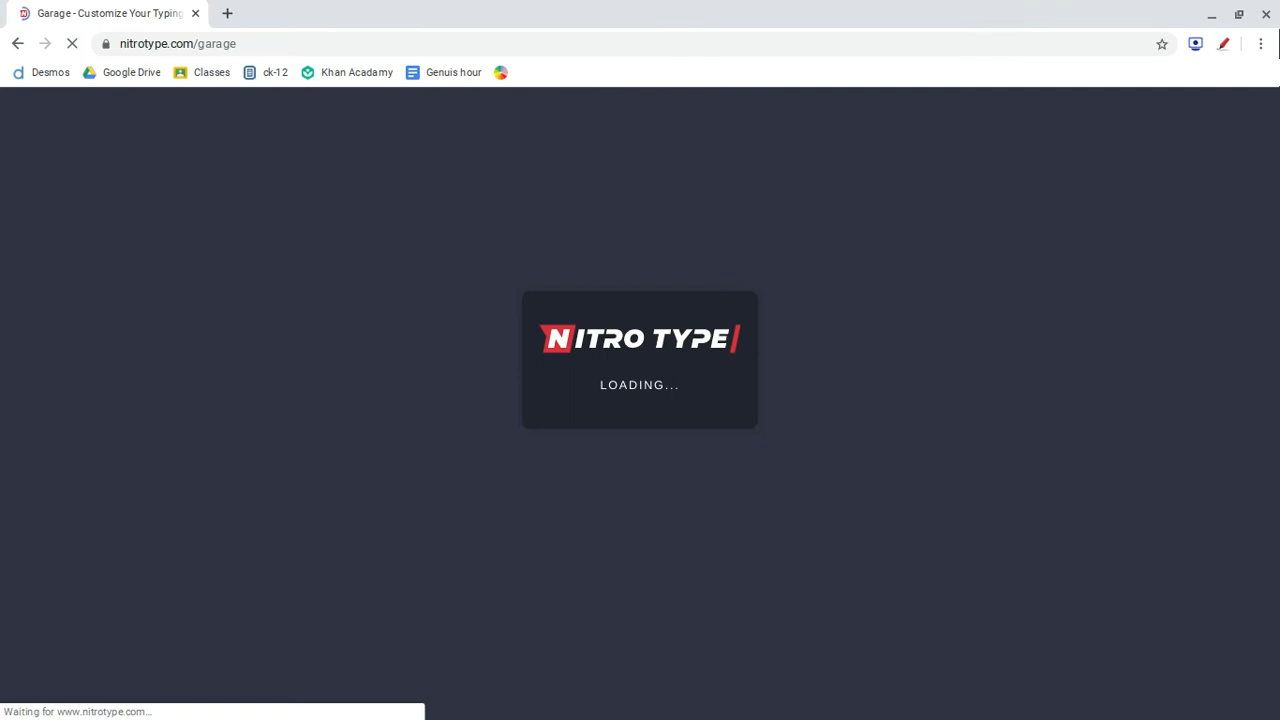 Garage - Customize Your Typing
nitrotype.com/garage
Desmos Google Drive Classes ck-12 Khan Acadamy Genuis hour
NITRO TYPE
LOADING...
Waiting for www.nitrotype.com...